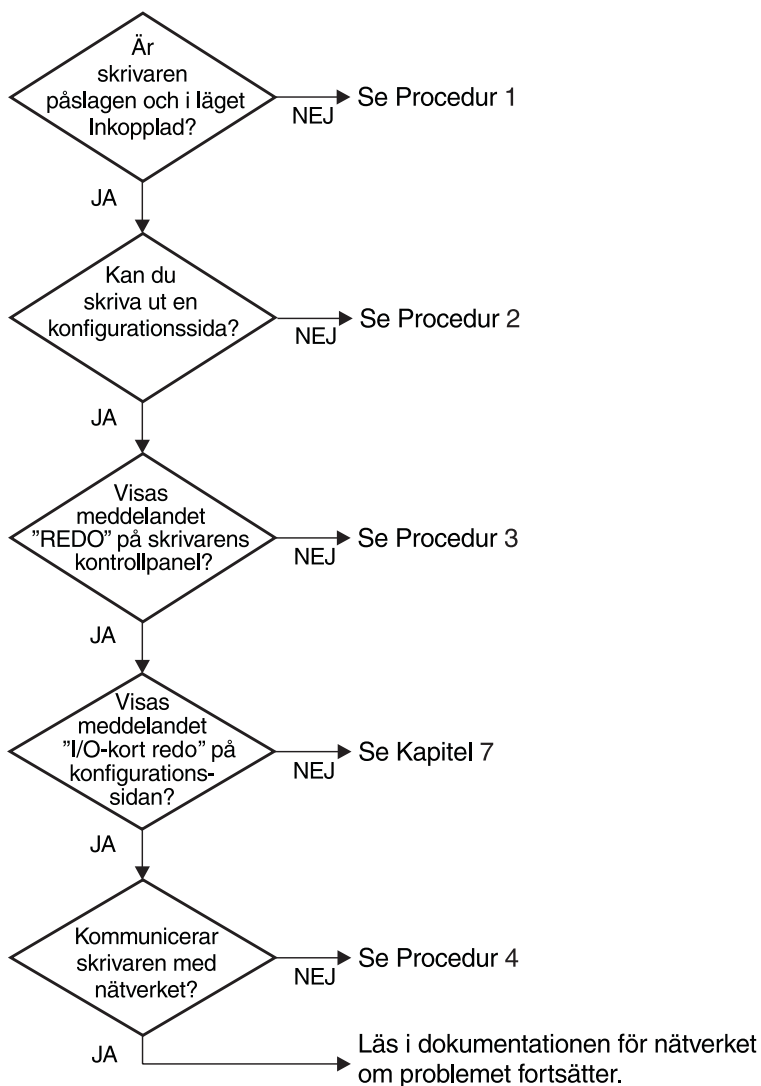 Är
skrivaren
påslagen och i läget
Inkopplad?
NEJ
Se Procedur 1
JA
Kan du
skriva ut en
konfigurationssida?
NEJ
Se Procedur 2
JA
Visas
meddelandet
”REDO” på skrivarens
kontrollpanel?
NEJ
Se Procedur 3
JA
Visas
meddelandet
”I/O-kort redo” på
konfigurations-
sidan?
NEJ
Se Kapitel 7
JA
Kommunicerar
skrivaren med
nätverket?
NEJ
Se Procedur 4
JA
Läs i dokumentationen för nätverket
om problemet fortsätter.